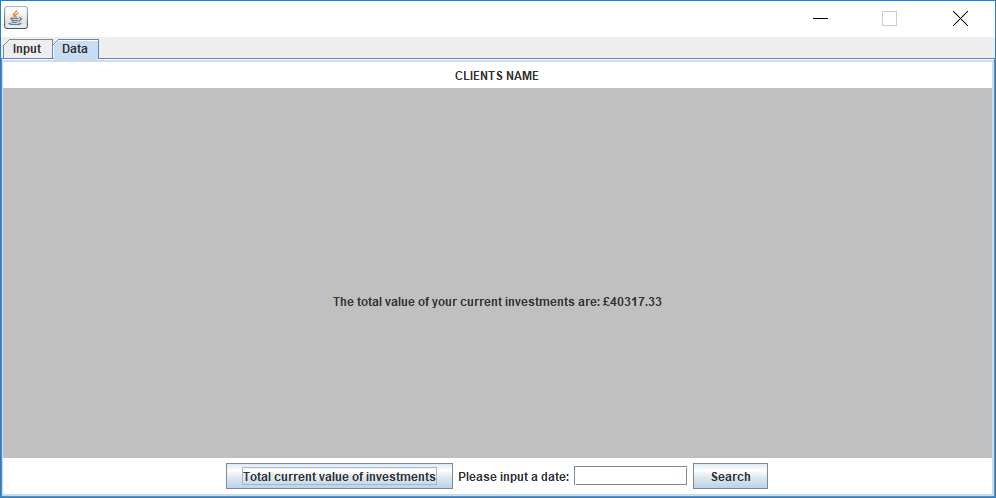 Input Data
CLIENTS NAME
The total value of your current investments are: £40317.33
Total current value of investments Please input a date: Search